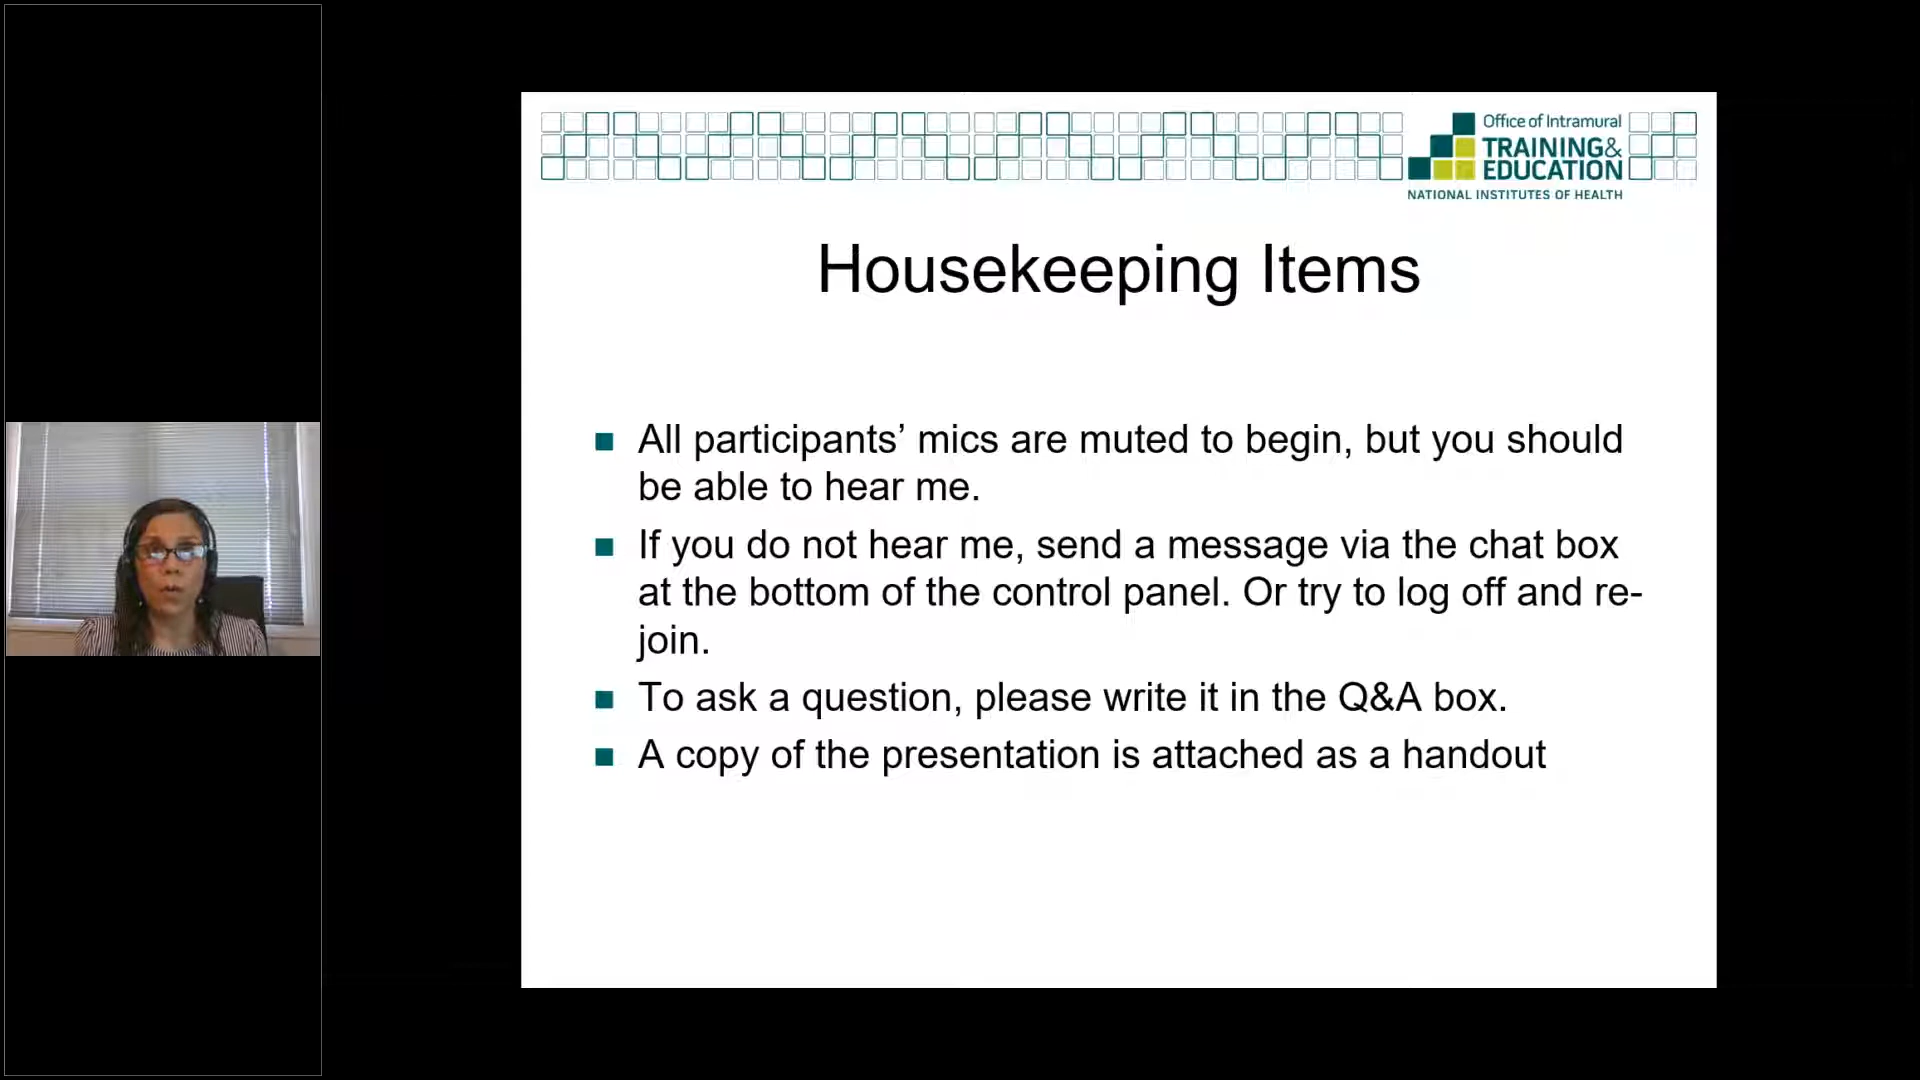 Office of Intramural
TRAINING&
EDUCATION
NATIONAL INSTITUTES OF HEALTH
Housekeeping Items
All participants’ mics are muted to begin, but you should
be able to hear me.
If you do not hear me, send a message via the chat box
at the bottom of the control panel. Or try to log off and re-
join.
To ask a question, please write it in the Q&A box.
A copy of the presentation is attached as a handout